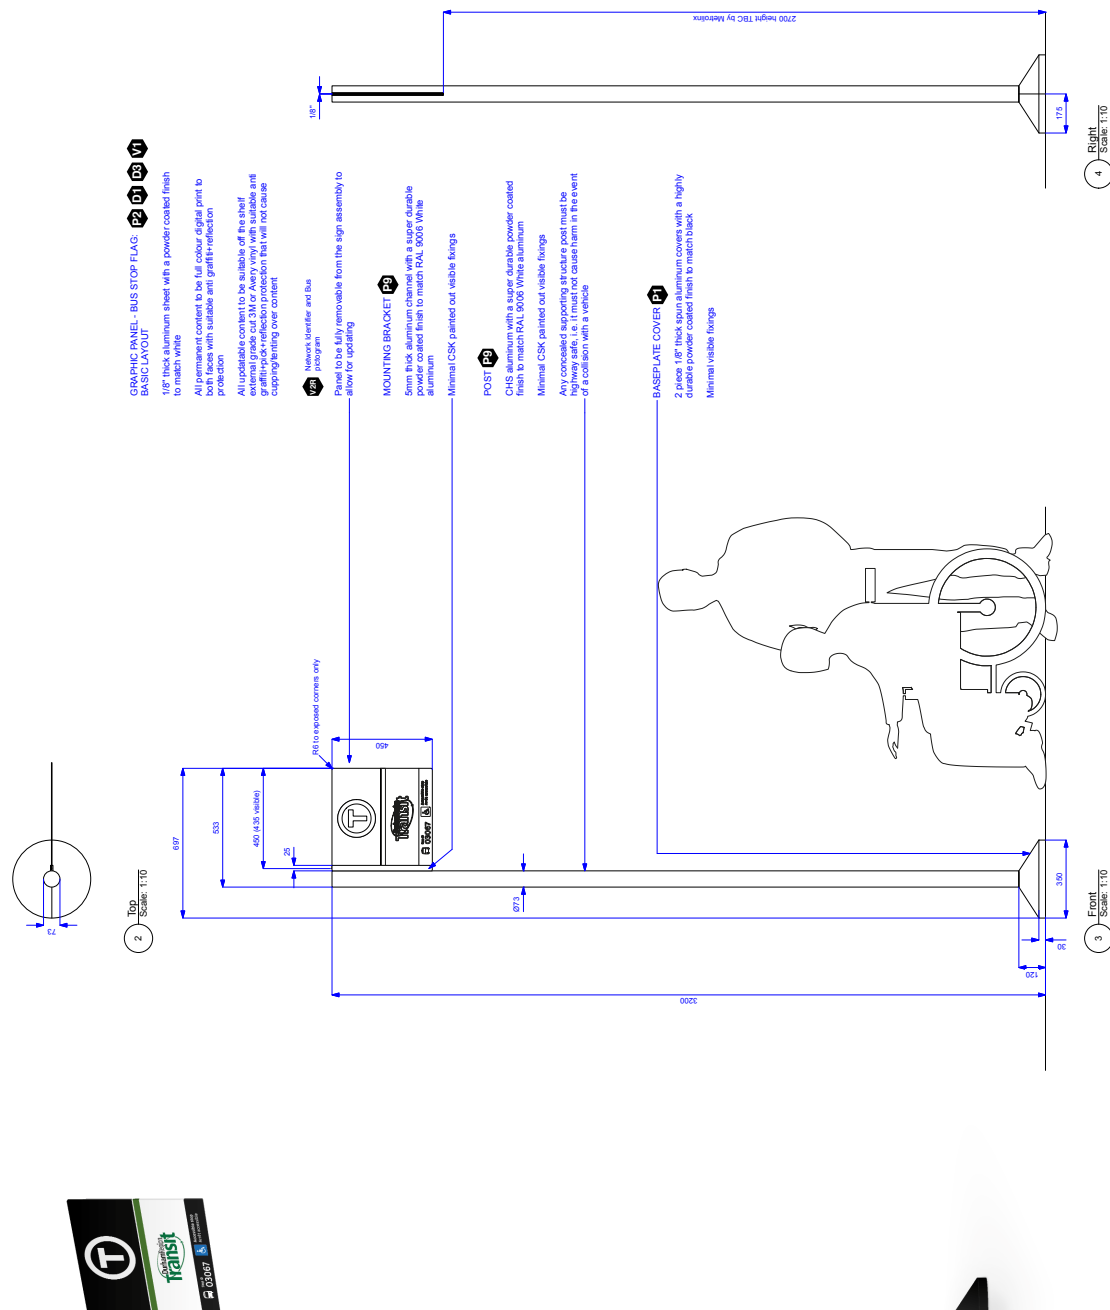 GRAPHIC PANEL - BUS STOP FLAG: P2 D1 D3 V1
BASIC LAYOUT
1/8" thick aluminum sheet with a powder coated finish
to match white
All permanent content to be full colour digital print to
both faces with suitable anti graffiti+reflection
protection
All updatable content to be suitable off the shelf
external grade cut 3M or Avery vinyl with suitable anti
graffiti+pick+reflection protection that will not cause
cupping/tenting over content
V2R Network Identifier and Bus
pictogram
Panel to be fully removable from the sign assembly to
allow for updating
MOUNTING BRACKET P9
5mm thick aluminum channel with a super durable
powder coated finish to match RAL 9006 White
aluminum
Minimal CSK painted out visible fixings
POST P9
CHS aluminum with a super durable powder coated
finish to match RAL 9006 White aluminum
Minimal CSK painted out visible fixings
Any concealed supporting structure post must be
highway safe, i.e. it must not cause harm in the event
of a collision with a vehicle
BASEPLATE COVER P1
2 piece 1/8" thick spun aluminum covers with a highly
durable powder coated finish to match black
Minimal visible fixings
73
2 Top
Scale: 1:10
697
533
450 (435 visible)
25
R6 to exposed corners only
450
T
Transit
03067
Ø73
3200
120
30
350
3 Front
Scale: 1:10
1/8"
2700 height TBC by Metrolinx
175
4 Right
Scale: 1:10
T
Durham Region
Transit
03067